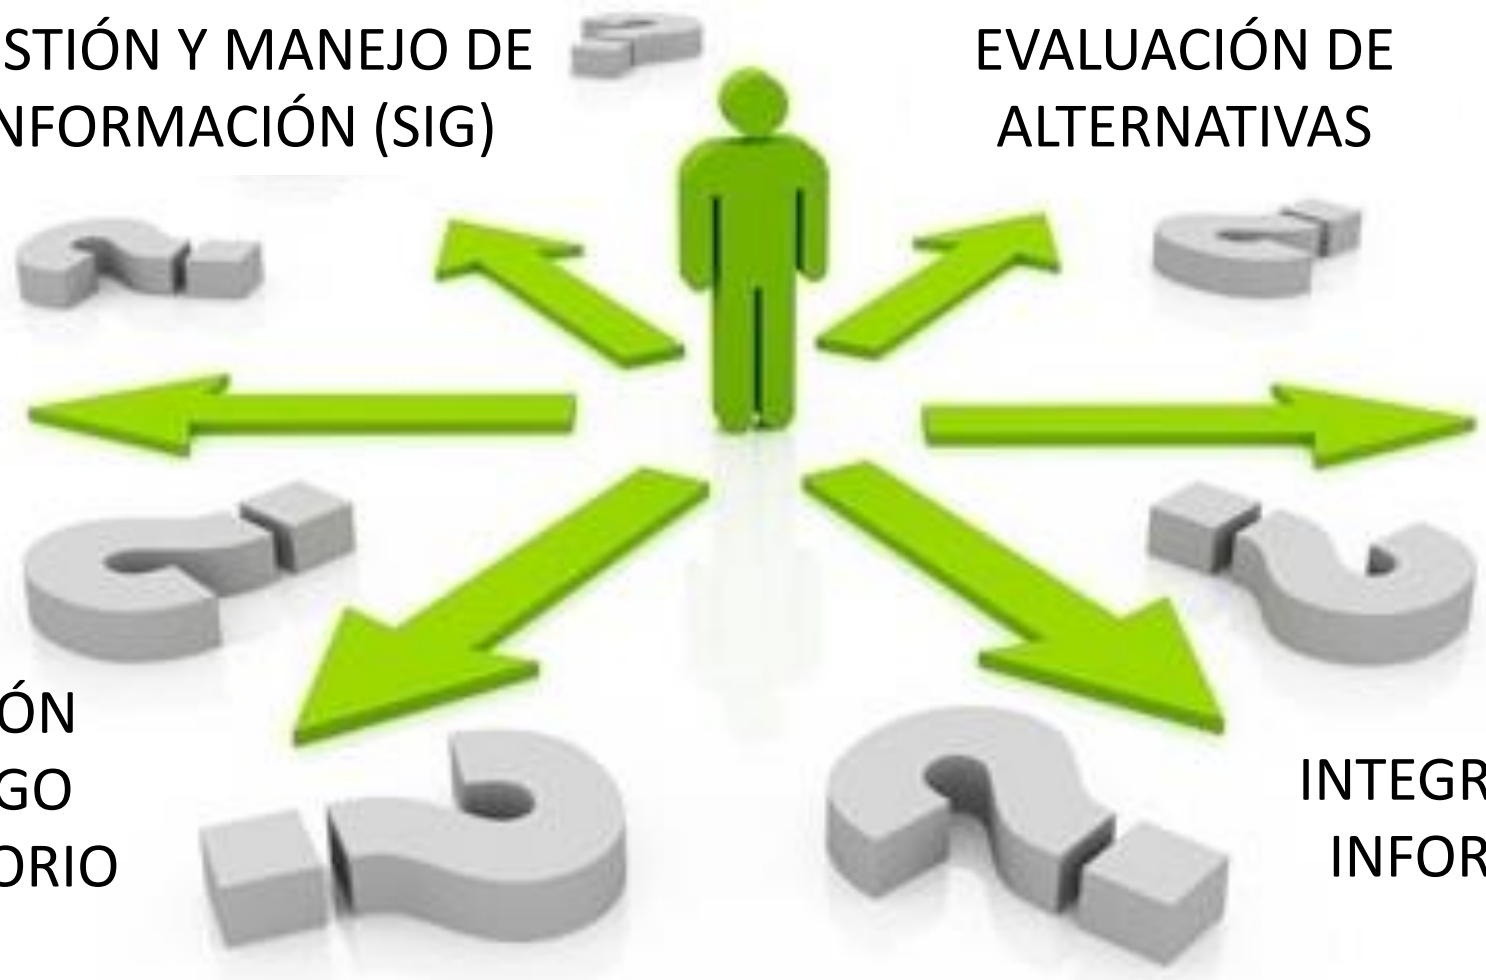 STIÓN Y MANEJO DE
NFORMACIÓN (SIG)
EVALUACIÓN DE
ALTERNATIVAS
ÓN
GO
ORIO
INTEGR
INFOR